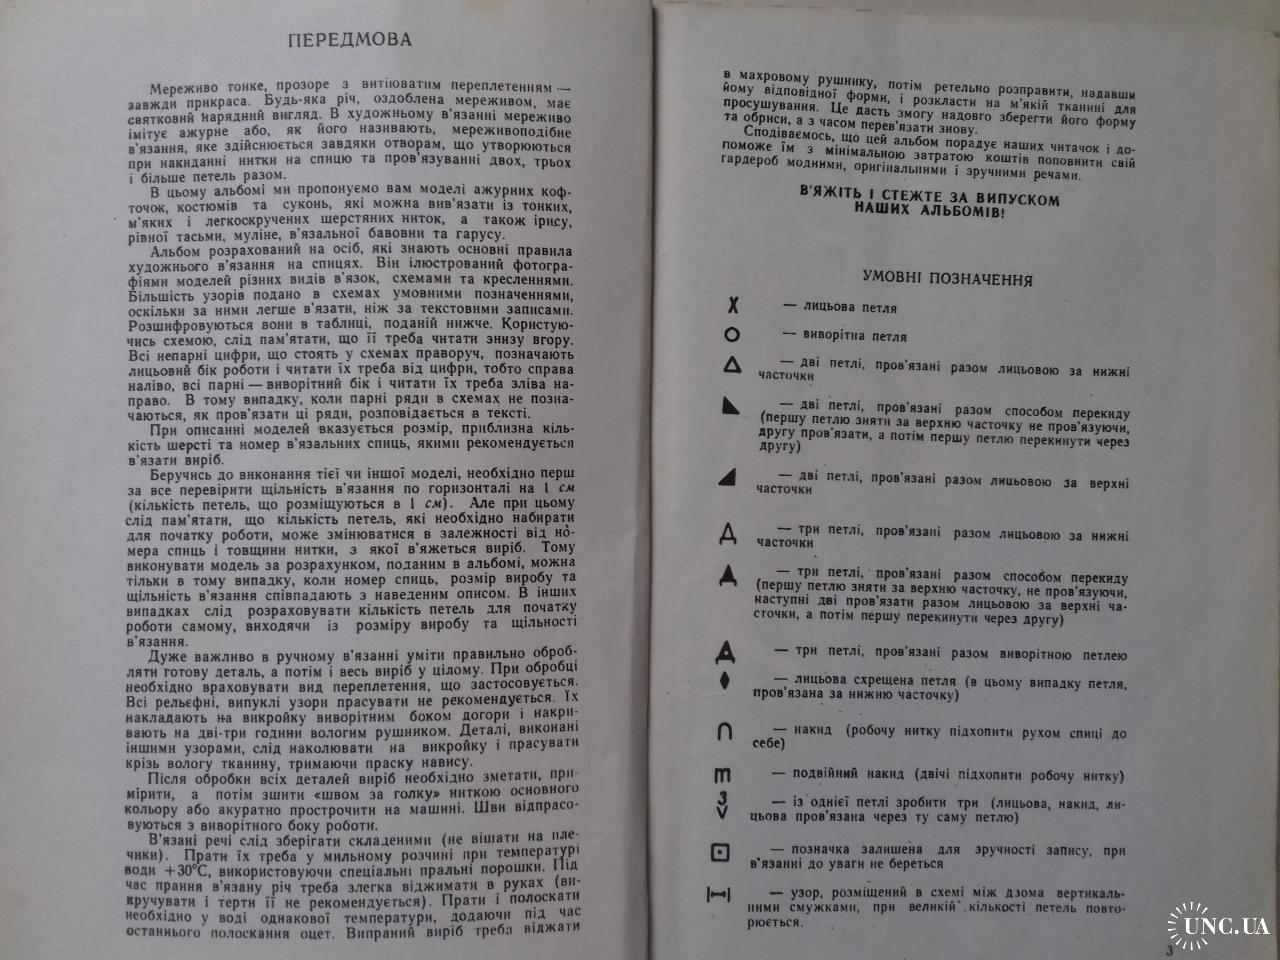 ПЕРЕДМОВА
Мереживо тонке, прозоре з витіюватим переплетенням —
завжди прикраса. Будь-яка річ, оздоблена мереживом, має
святковий нарядний вигляд. В художньому в'язанні мереживо
імітує ажурне або, як його називають, мереживоподібне
в'язання, яке здійснюється завдяки отворам, що утворюються
при накиданні нитки на спицю та пров'язуванні двох, трьох
і більше петель разом.
В цьому альбомі ми пропонуємо вам моделі ажурних коф-
точок, костюмів та суконь, які можна вив'язати із тонких,
м'яких і легкоскручених шерстяних ниток, а також ірису,
рівної тасьми, муліне, в'язальної бавовни та гарусу.
Альбом розрахований на осіб, які знають основні правила
художнього в'язання на спицях. Він ілюстрований фотогра-
фіями моделей різних видів в'язок, схемами та кресленнями.
Більшість узорів подано в схемах умовними позначеннями,
оскільки за ними легше в'язати, ніж за текстовими записами.
Розшифровуються вони в таблиці, поданій нижче. Користую-
чись схемою, слід пам'ятати, що її треба читати знизу вгору.
Всі непарні цифри, що стоять у схемах праворуч, позначають
лицьовий бік роботи і читати їх треба від цифри, тобто справа
наліво, всі парні — виворітний бік і читати їх треба зліва на-
право. В тому випадку, коли парні ряди в схемах не позна-
чаються, як пров'язати ці ряди, розповідається в тексті.
При описанні моделей вказується розмір, приблизна кіль-
кість шерсті та номер в'язальних спиць, якими рекомендується
в'язати виріб.
Беручись до виконання тієї чи іншої моделі, необхідно перш
за все перевірити щільність в'язання по горизонталі на 1 см
(кількість петель, що розміщуються в 1 см). Але при цьому
слід пам'ятати, що кількість петель, які необхідно набирати
для початку роботи, може змінюватися в залежності від но-
мера спиць і товщини нитки, з якої в'яжеться виріб. Тому
виконувати модель за розрахунком, поданим в альбомі, можна
тільки в тому випадку, коли номер спиць, розмір виробу та
щільність в'язання співпадають з наведеним описом. В інших
випадках слід розраховувати кількість петель для початку
роботи самому, виходячи із розміру виробу та щільності
в'язання.
Дуже важливо в ручному в'язанні уміти правильно оброб-
ляти готову деталь, а потім і весь виріб у цілому. При обробці
необхідно враховувати вид переплетення, що застосовується.
Всі рельєфні, випуклі узори прасувати не рекомендується. Їх
накладають на викройку виворітним боком догори і накри-
вають на дві-три години вологим рушником. Деталі, виконані
іншими узорами, слід наколювати на викройку і прасувати
крізь вологу тканину, тримаючи праску навису.
Після обробки всіх деталей виріб необхідно зметати, при-
мірити, а потім зшити «швом за голку» ниткою основного
кольору або акуратно прострочити на машині. Шви відпрасо-
вуються з виворітного боку роботи.
В'язані речі слід зберігати складеними (не вішати на пле-
чики). Прати їх треба у мильному розчині при температурі
води +30°С, використовуючи спеціальні пральні порошки. Під
час прання в'язану річ треба злегка віджимати в руках (ви-
кручувати і терти її не рекомендується). Прати і полоскати
необхідно у воді однакової температури, додаючи під час
останнього полоскання оцет. Випраний виріб треба віджати
в махровому рушнику, потім ретельно розправити, надавши
йому відповідної форми, і розкласти на м'якій тканині для
просушування. Це дасть змогу надовго зберегти його форму
та обриси, а з часом перев'язати знову.
Сподіваємось, що цей альбом порадує наших читачок і до-
поможе їм з мінімальною затратою коштів поповнити свій
гардероб модними, оригінальними і зручними речами.
В'ЯЖІТЬ І СТЕЖТЕ ЗА ВИПУСКОМ
НАШИХ АЛЬБОМІВ!
УМОВНІ ПОЗНАЧЕННЯ
— лицьова петля
— виворітна петля
— дві петлі, пров'язані разом лицьовою за нижні
часточки
— дві петлі, пров'язані разом способом перекиду
(першу петлю зняти за верхню часточку не пров'язуючи,
другу пров'язати, а потім першу петлю перекинути через
другу)
— дві петлі, пров'язані разом лицьовою за верхні
часточки
— три петлі, пров'язані разом лицьовою за нижні
часточки
— три петлі, пров'язані разом способом перекиду
(першу петлю зняти за верхню часточку, не пров'язуючи,
наступні дві пров'язати разом лицьовою за верхні ча-
сточки, а потім першу перекинути через другу)
— три петлі, пров'язані разом виворітною петлею
— лицьова схрещена петля (в цьому випадку петля,
пров'язана за нижню часточку)
— накид (робочу нитку підхопити рухом спиці до
себе)
— подвійний накид (двічі підхопити робочу нитку)
3 — із однієї петлі зробити три (лицьова, накид, ли-
цьова пров'язана через ту саму петлю)
— позначка залишена для зручності запису, при
в'язанні до уваги не береться
— узор, розміщений в схемі між двома вертикаль-
ними смужками, при великій кількості петель повто-
рюється.
3
UNC.UA